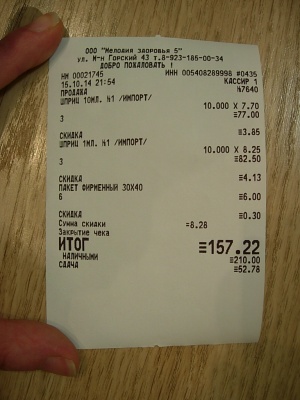 ООО "Мелодия здоровья 5"
ул. М-н Горский 43 т.8-923-185-00-34
ДОБРО ПОЖАЛОВАТЬ !
НМ 00021745 ИНН 005408289998 #0435
15.10.14 21:54 КАССИР 1
ПРОДАЖА №7640
ШПРИЦ 10МЛ. №1 /ИМПОРТ/
10.000 X 7.70
3 =77.00
СКИДКА =3.85
ШПРИЦ 1МЛ. №1 /ИМПОРТ/
10.000 X 8.25
3 =82.50
СКИДКА =4.13
ПАКЕТ ФИРМЕННЫЙ 30X40
6 =6.00
СКИДКА =0.30
Сумма скидки =8.28
Закрытие чека
ИТОГ =157.22
НАЛИЧНЫМИ =210.00
СДАЧА =52.78